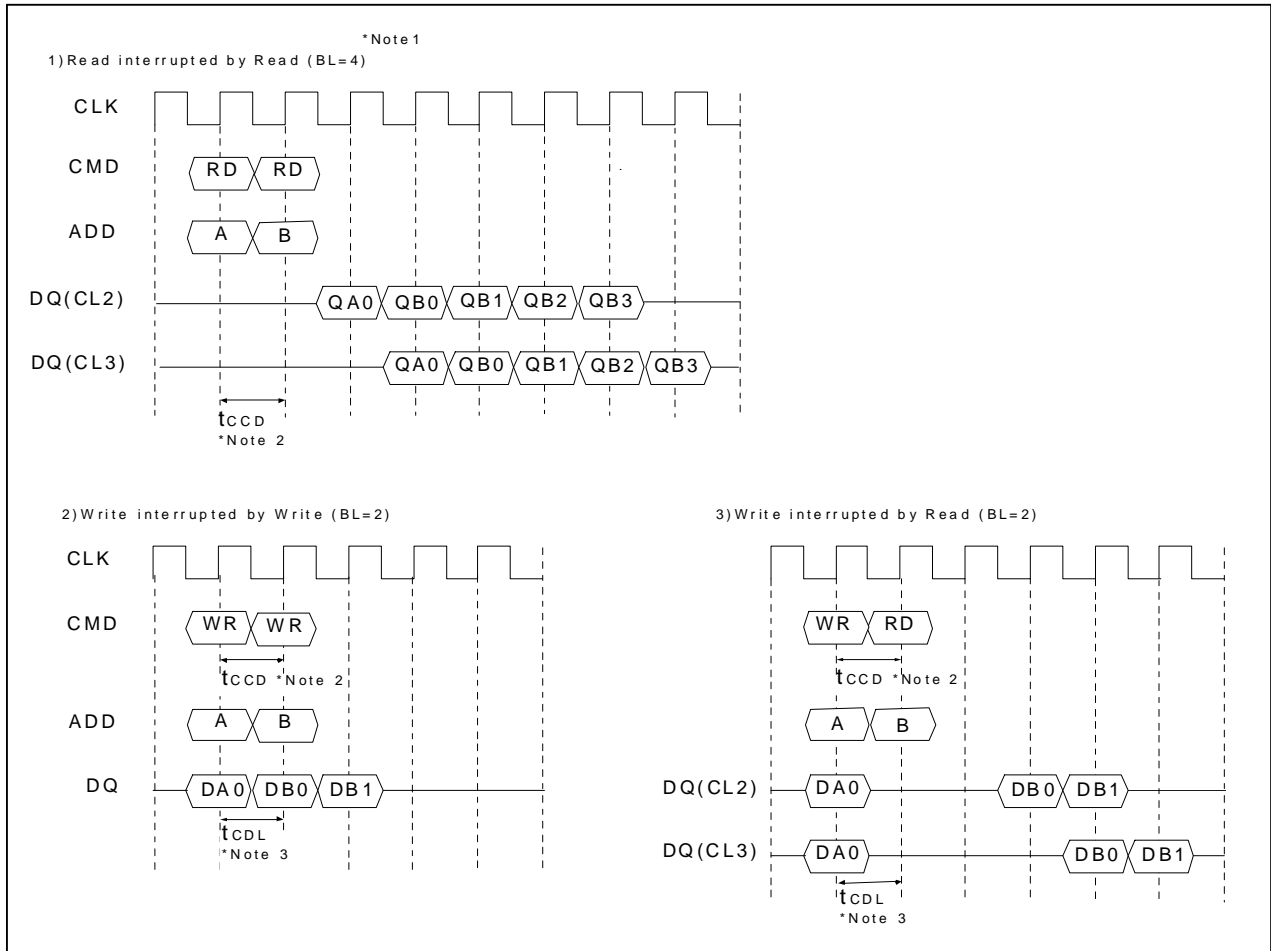 *Note1
1)Read interrupted by Read (BL=4)
CLK
CMD RD RD
ADD A B
DQ(CL2) QA0 QB0 QB1 QB2 QB3
DQ(CL3) QA0 QB0 QB1 QB2 QB3
tCCD
*Note 2
2)Write interrupted by Write (BL=2)
CLK
CMD WR WR
tCCD *Note 2
ADD A B
DQ DA0 DB0 DB1
tCDL
*Note 3
3)Write interrupted by Read (BL=2)
WR RD
tCCD *Note 2
A B
DQ(CL2) DA0 DB0 DB1
DQ(CL3) DA0 DB0 DB1
tCDL
*Note 3